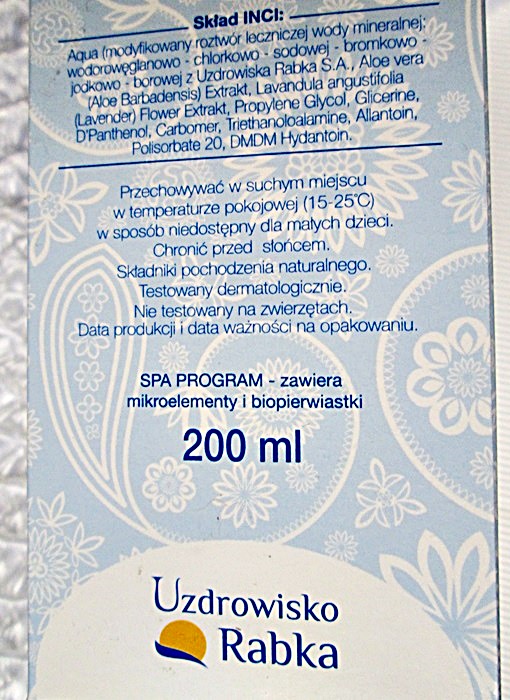 Skład INCI:
Aqua (modyfikowany roztwór leczniczej wody mineralnej:
wodorowęglanowo - chlorkowo - sodowej - bromkowo -
jodkowo - borowej z Uzdrowiska Rabka S.A., Aloe vera
(Aloe Barbadensis) Extrakt, Lavandula angustifolia
(Lavender) Flower Extrakt, Propylene Glycol, Glicerine,
D'Panthenol, Carbomer, Triethanoloalamine, Allantoin,
Polisorbate 20, DMDM Hydantoin.
Przechowywać w suchym miejscu
w temperaturze pokojowej (15-25°C)
w sposób niedostępny dla małych dzieci.
Chronić przed słońcem.
Składniki pochodzenia naturalnego.
Testowany dermatologicznie.
Nie testowany na zwierzętach.
Data produkcji i data ważności na opakowaniu.
SPA PROGRAM - zawiera
mikroelementy i biopierwiastki
200 ml
Uzdrowisko
Rabka